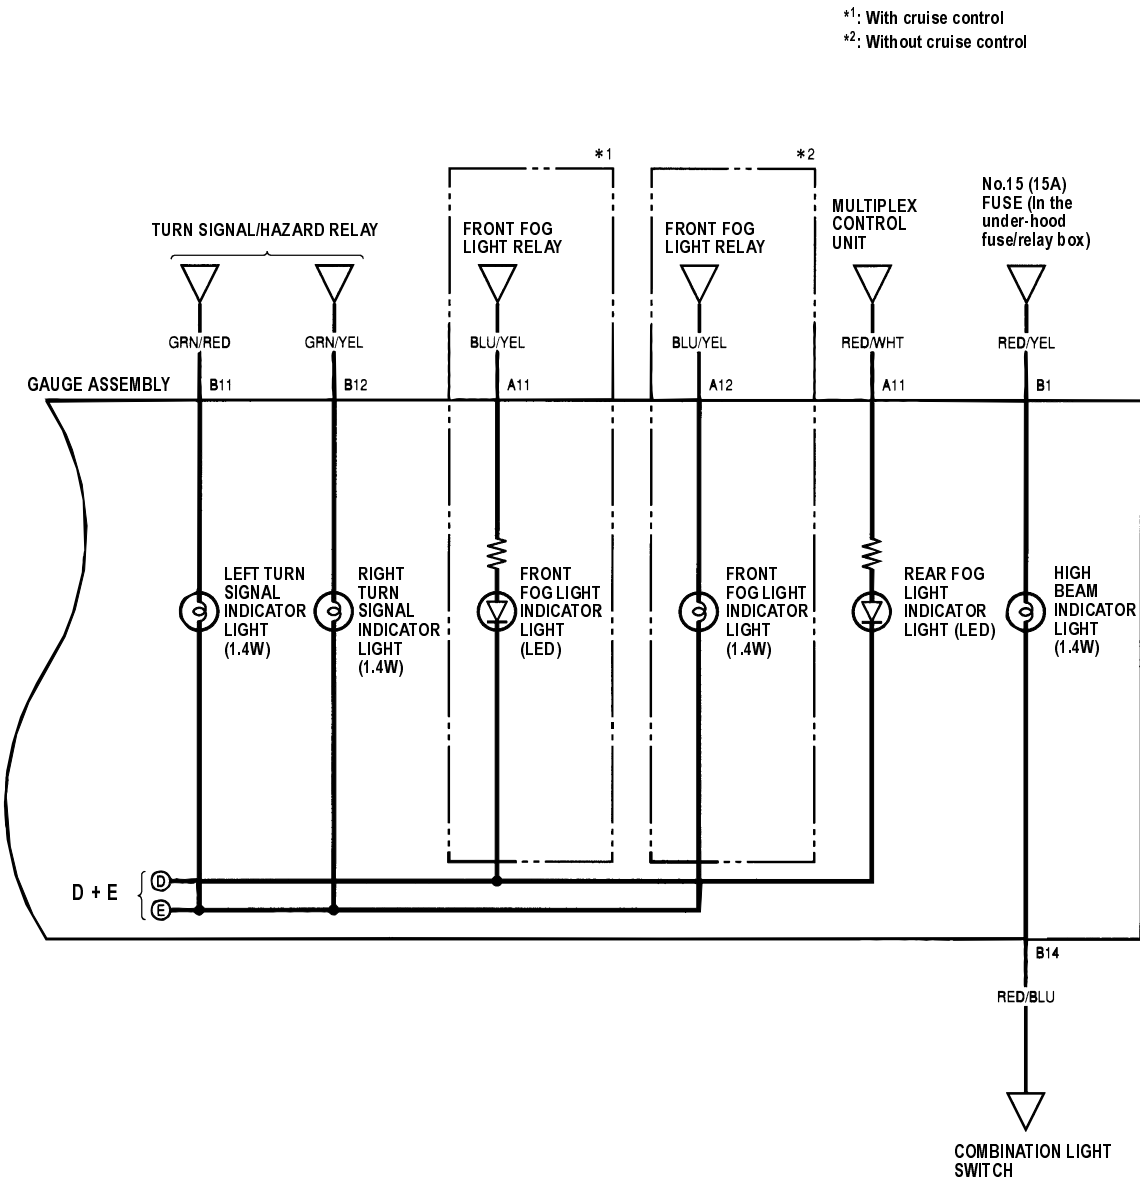 *1: With cruise control
*2: Without cruise control
*1
*2
TURN SIGNAL/HAZARD RELAY
FRONT FOG
LIGHT RELAY
FRONT FOG
LIGHT RELAY
MULTIPLEX
CONTROL
UNIT
No.15 (15A)
FUSE (In the
under-hood
fuse/relay box)
GRN/RED
GRN/YEL
BLU/YEL
BLU/YEL
RED/WHT
RED/YEL
GAUGE ASSEMBLY
B11
B12
A11
A12
A11
B1
LEFT TURN
SIGNAL
INDICATOR
LIGHT
(1.4W)
RIGHT
TURN
SIGNAL
INDICATOR
LIGHT
(1.4W)
FRONT
FOG LIGHT
INDICATOR
LIGHT
(LED)
FRONT
FOG LIGHT
INDICATOR
LIGHT
(1.4W)
REAR FOG
LIGHT
INDICATOR
LIGHT (LED)
HIGH
BEAM
INDICATOR
LIGHT
(1.4W)
D + E
D
E
B14
RED/BLU
COMBINATION LIGHT
SWITCH